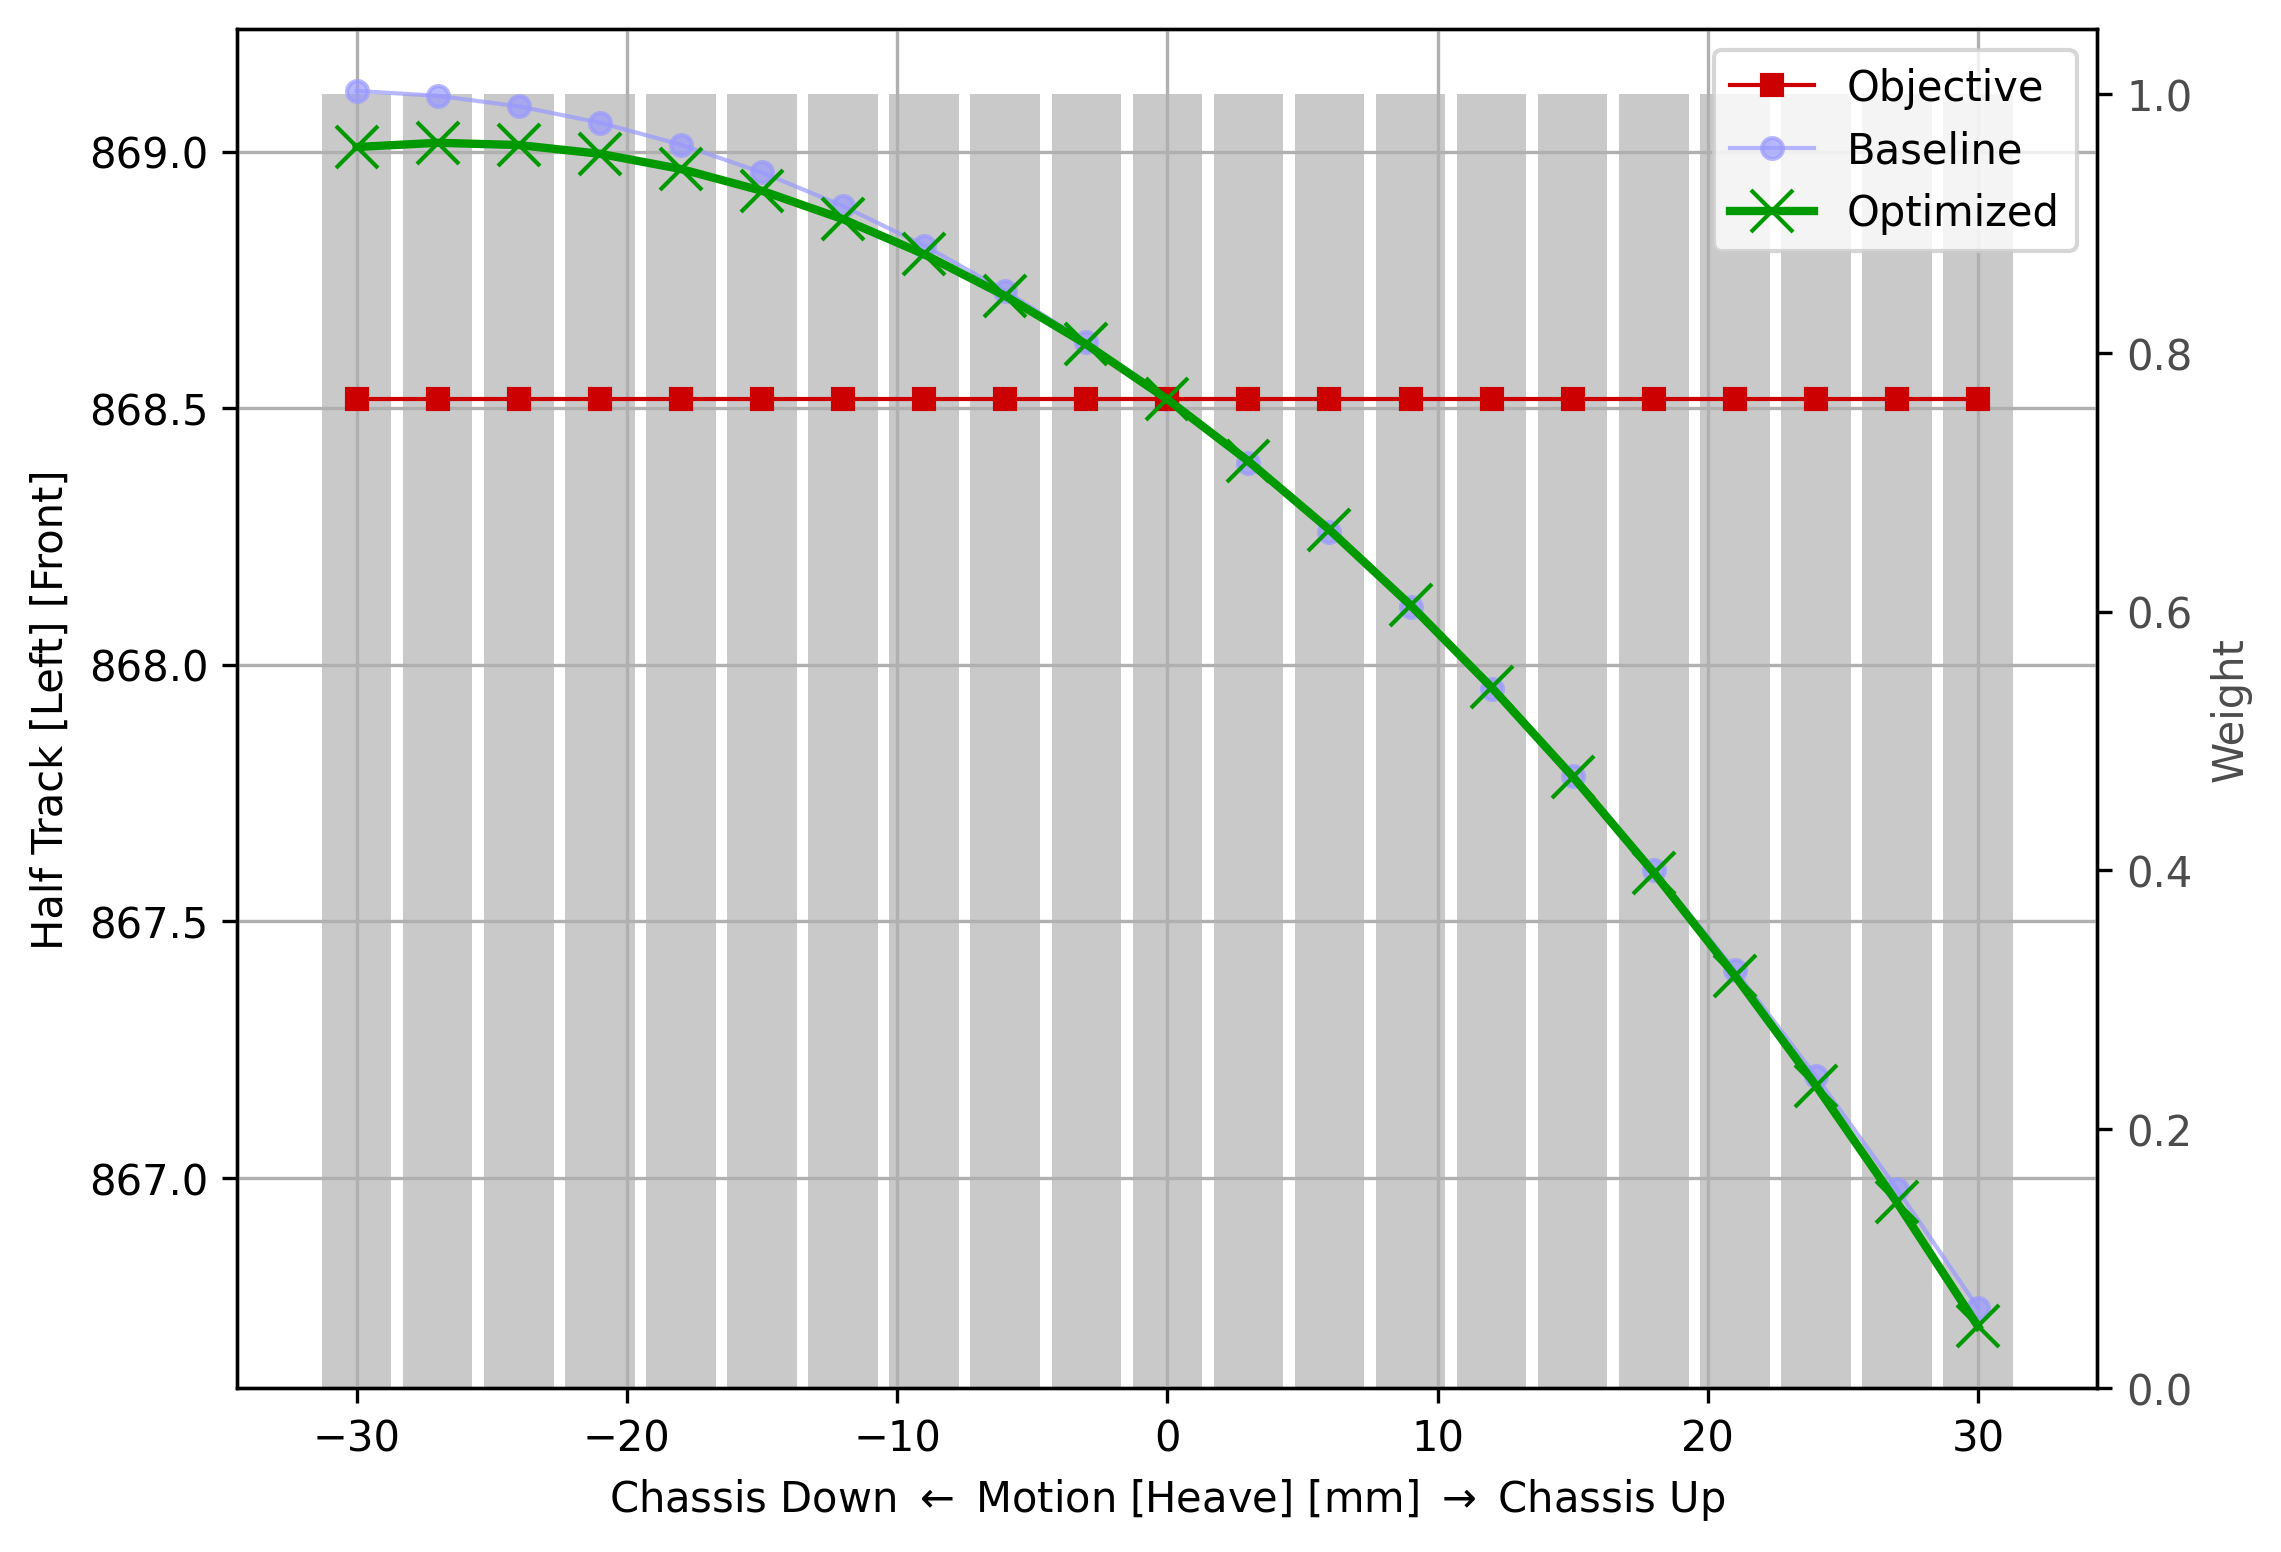 Objective
Baseline
Optimized
869.0
868.5
868.0
867.5
867.0
Half Track [Left] [Front]
1.0
0.8
0.6
0.4
0.2
0.0
Weight
−30 −20 −10 0 10 20 30
Chassis Down ← Motion [Heave] [mm] → Chassis Up